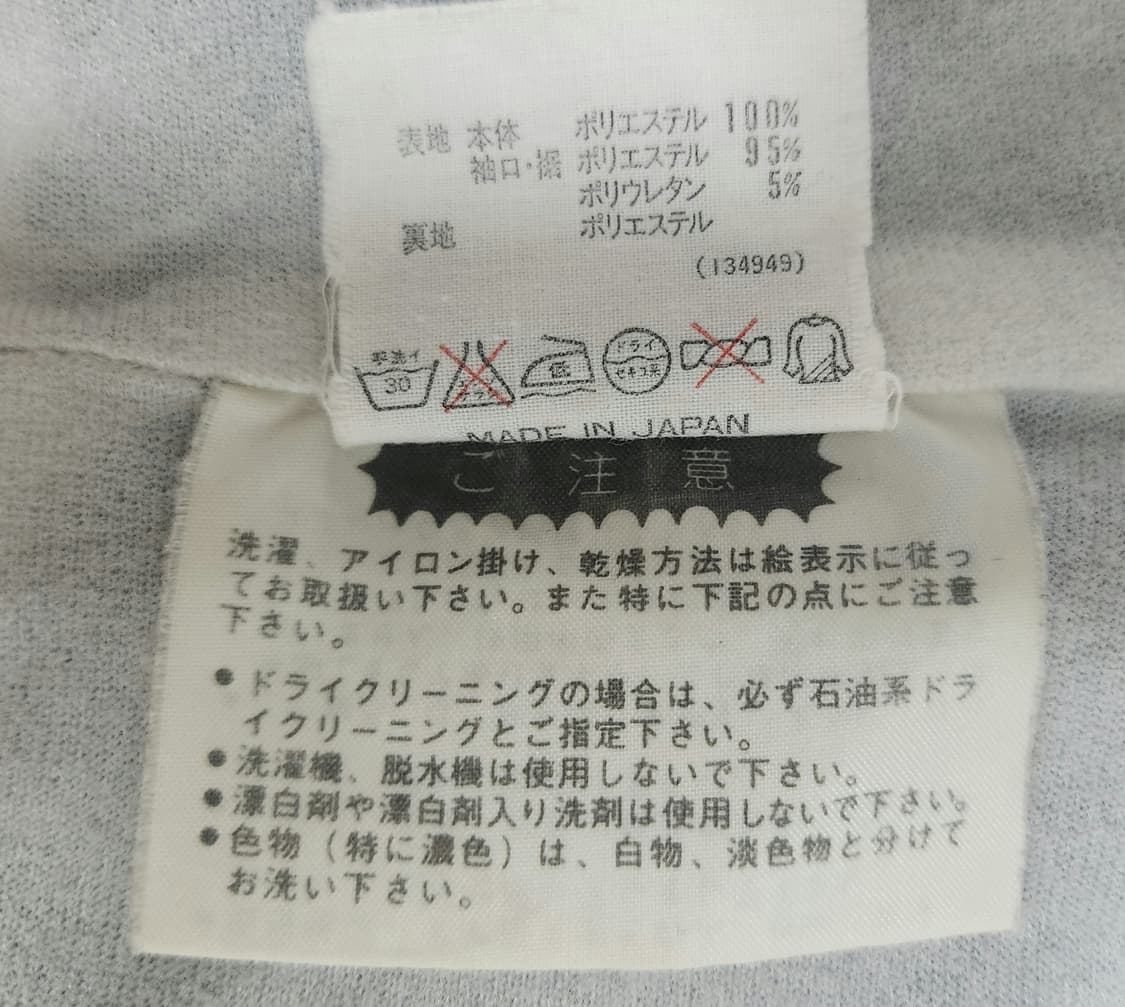 表地 本体 ポリエステル 100%
袖口・裾 ポリエステル 95%
ポリウレタン 5%
裏地 ポリエステル
(134949)
手洗イ 30 低 ドライ セキユ系
MADE IN JAPAN
ご注意
洗濯、アイロン掛け、乾燥方法は絵表示に従っ
てお取扱い下さい。また特に下記の点にご注意
下さい。
●ドライクリーニングの場合は、必ず石油系ドラ
イクリーニングとご指定下さい。
●洗濯機、脱水機は使用しないで下さい。
●漂白剤や漂白剤入り洗剤は使用しないで下さい。
●色物（特に濃色）は、白物、淡色物と分けて
お洗い下さい。